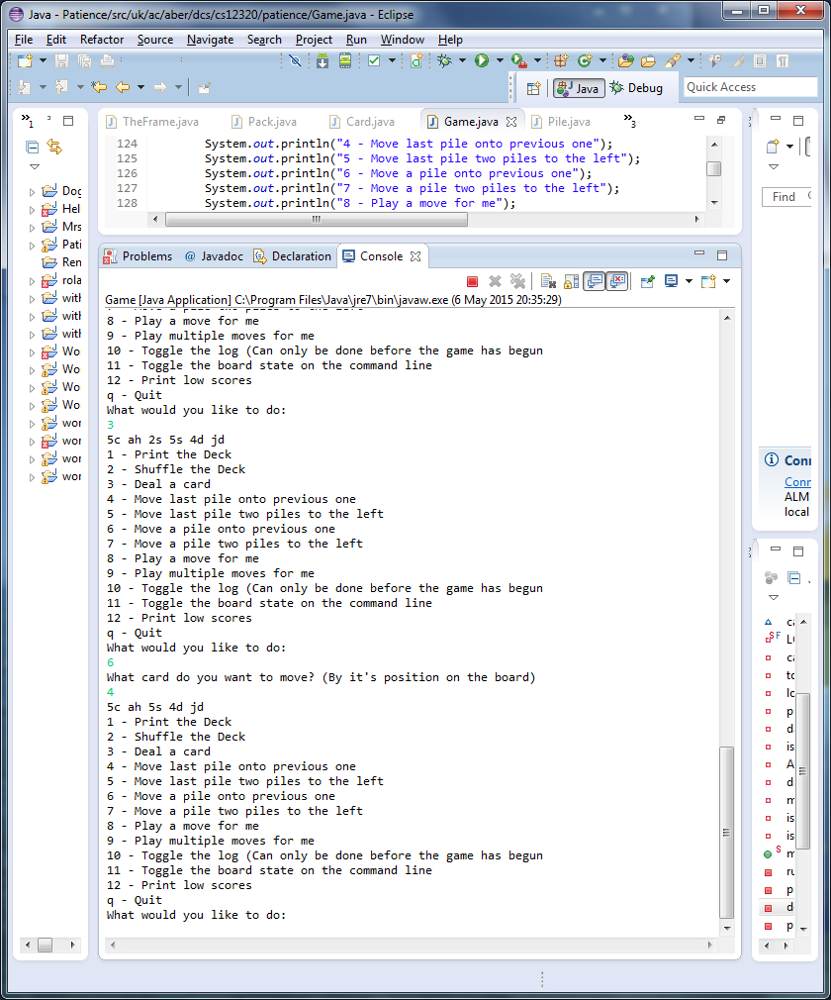 Java - Patience/src/uk/ac/aber/dcs/cs12320/patience/Game.java - Eclipse
File Edit Refactor Source Navigate Search Project Run Window Help
Java Debug Quick Access
1
TheFrame.java Pack.java Card.java Game.java Pile.java 3
124 System.out.println("4 - Move last pile onto previous one");
125 System.out.println("5 - Move last pile two piles to the left");
126 System.out.println("6 - Move a pile onto previous one");
127 System.out.println("7 - Move a pile two piles to the left");
128 System.out.println("8 - Play a move for me");
Find
Hel
Mrs
Pati
Ren
rola
with
with
with
Wo
Wo
Wo
Wo
wor
wor
wor
wor
Problems @ Javadoc Declaration Console
Game [Java Application] C:\Program Files\Java\jre7\bin\javaw.exe (6 May 2015 20:35:29)
8 - Play a move for me
9 - Play multiple moves for me
10 - Toggle the log (Can only be done before the game has begun
11 - Toggle the board state on the command line
12 - Print low scores
q - Quit
What would you like to do:
3
5c ah 2s 5s 4d jd
1 - Print the Deck
2 - Shuffle the Deck
3 - Deal a card
4 - Move last pile onto previous one
5 - Move last pile two piles to the left
6 - Move a pile onto previous one
7 - Move a pile two piles to the left
8 - Play a move for me
9 - Play multiple moves for me
10 - Toggle the log (Can only be done before the game has begun
11 - Toggle the board state on the command line
12 - Print low scores
q - Quit
What would you like to do:
6
What card do you want to move? (By it's position on the board)
4
5c ah 5s 4d jd
1 - Print the Deck
2 - Shuffle the Deck
3 - Deal a card
4 - Move last pile onto previous one
5 - Move last pile two piles to the left
6 - Move a pile onto previous one
7 - Move a pile two piles to the left
8 - Play a move for me
9 - Play multiple moves for me
10 - Toggle the log (Can only be done before the game has begun
11 - Toggle the board state on the command line
12 - Print low scores
q - Quit
What would you like to do:
Conn
Conn
ALM
local